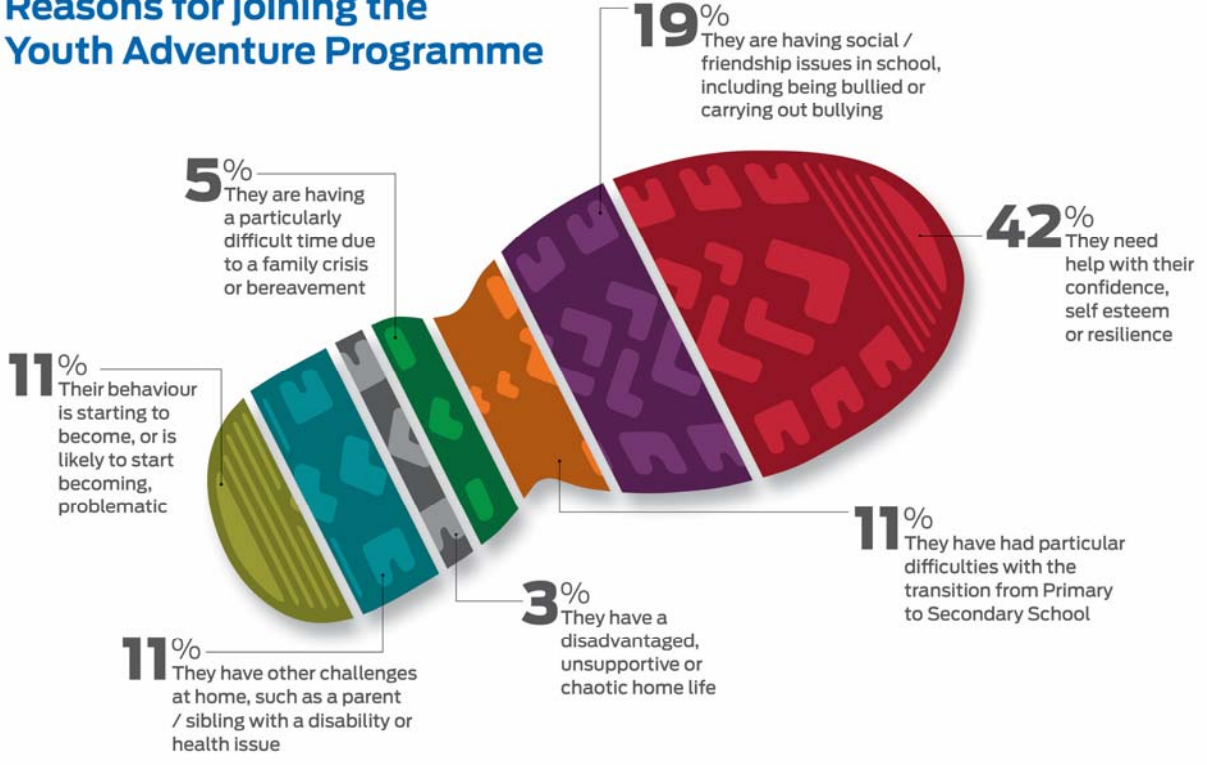 Reasons for joining the
Youth Adventure Programme
19%
They are having social /
friendship issues in school,
including being bullied or
carrying out bullying
5%
They are having
a particularly
difficult time due
to a family crisis
or bereavement
42%
They need
help with their
confidence,
self esteem
or resilience
11%
Their behaviour
is starting to
become, or is
likely to start
becoming,
problematic
11%
They have had particular
difficulties with the
transition from Primary
to Secondary School
3%
They have a
disadvantaged,
unsupportive or
chaotic home life
11%
They have other challenges
at home, such as a parent
/ sibling with a disability or
health issue